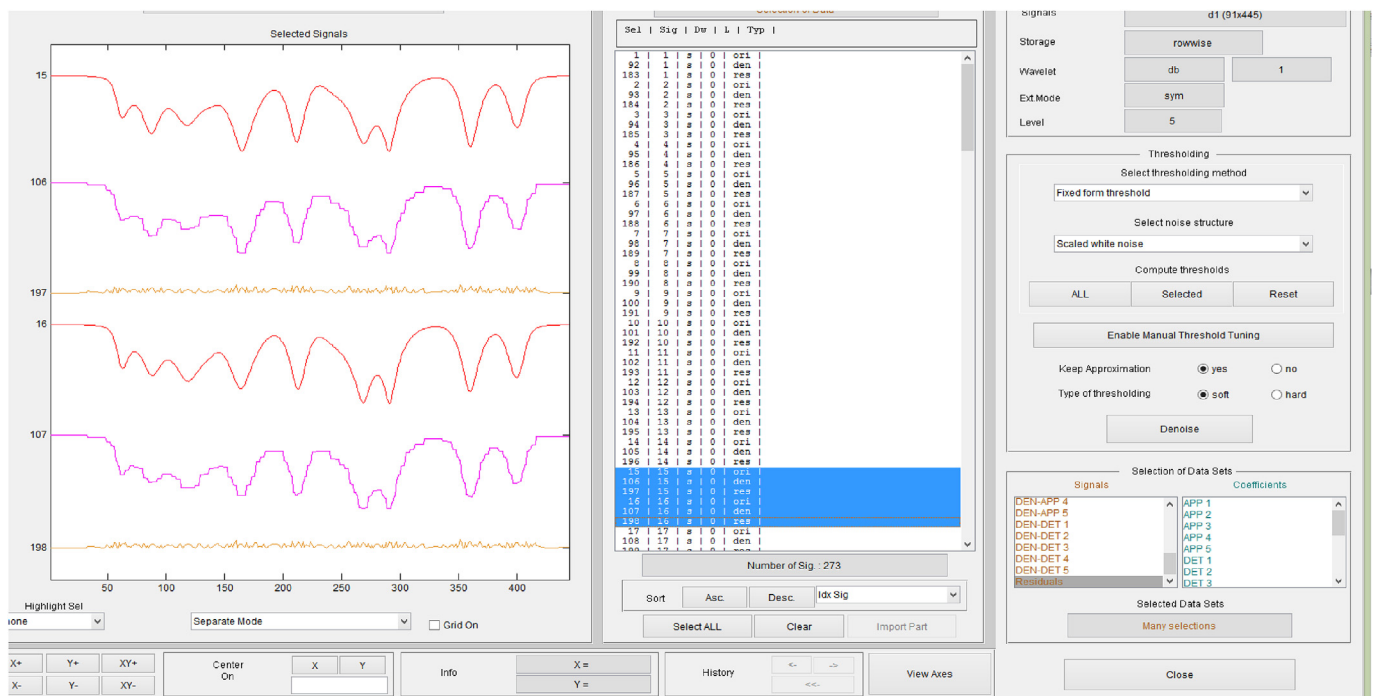 Selected Signals
15
106
197
16
107
198
50 100 150 200 250 300 350 400
Highlight Sel
Separate Mode
Grid On
Sel | Sig | Dw | L | Typ |
1 | 1 | s | 0 | ori |
92 | 1 | s | 0 | den |
183 | 1 | s | 0 | res |
2 | 2 | s | 0 | ori |
93 | 2 | s | 0 | den |
184 | 2 | s | 0 | res |
3 | 3 | s | 0 | ori |
94 | 3 | s | 0 | den |
185 | 3 | s | 0 | res |
4 | 4 | s | 0 | ori |
95 | 4 | s | 0 | den |
186 | 4 | s | 0 | res |
5 | 5 | s | 0 | ori |
96 | 5 | s | 0 | den |
187 | 5 | s | 0 | res |
6 | 6 | s | 0 | ori |
97 | 6 | s | 0 | den |
188 | 6 | s | 0 | res |
7 | 7 | s | 0 | ori |
98 | 7 | s | 0 | den |
189 | 7 | s | 0 | res |
8 | 8 | s | 0 | ori |
99 | 8 | s | 0 | den |
190 | 8 | s | 0 | res |
9 | 9 | s | 0 | ori |
100 | 9 | s | 0 | den |
191 | 9 | s | 0 | res |
10 | 10 | s | 0 | ori |
101 | 10 | s | 0 | den |
192 | 10 | s | 0 | res |
11 | 11 | s | 0 | ori |
102 | 11 | s | 0 | den |
193 | 11 | s | 0 | res |
12 | 12 | s | 0 | ori |
103 | 12 | s | 0 | den |
194 | 12 | s | 0 | res |
13 | 13 | s | 0 | ori |
104 | 13 | s | 0 | den |
195 | 13 | s | 0 | res |
14 | 14 | s | 0 | ori |
105 | 14 | s | 0 | den |
196 | 14 | s | 0 | res |
15 | 15 | s | 0 | ori |
106 | 15 | s | 0 | den |
197 | 15 | s | 0 | res |
16 | 16 | s | 0 | ori |
107 | 16 | s | 0 | den |
198 | 16 | s | 0 | res |
17 | 17 | s | 0 | ori |
108 | 17 | s | 0 | den |
Number of Sig. : 273
Sort Asc. Desc. Idx Sig
Select ALL Clear Import Part
Signals d1 (91x445)
Storage rowwise
Wavelet db 1
Ext Mode sym
Level 5
Thresholding
Select thresholding method
Fixed form threshold
Select noise structure
Scaled white noise
Compute thresholds
ALL Selected Reset
Enable Manual Threshold Tuning
Keep Approximation yes no
Type of thresholding soft hard
Denoise
Selection of Data Sets
Signals Coefficients
DEN-APP 4
DEN-APP 5
DEN-DET 1
DEN-DET 2
DEN-DET 3
DEN-DET 4
DEN-DET 5
Residuals
APP 1
APP 2
APP 3
APP 4
APP 5
DET 1
DET 2
DET 3
Selected Data Sets
Many selections
X+ Y+ XY+
X- Y- XY-
Center On X Y
Info X = Y =
History <- -> <<-
View Axes
Close